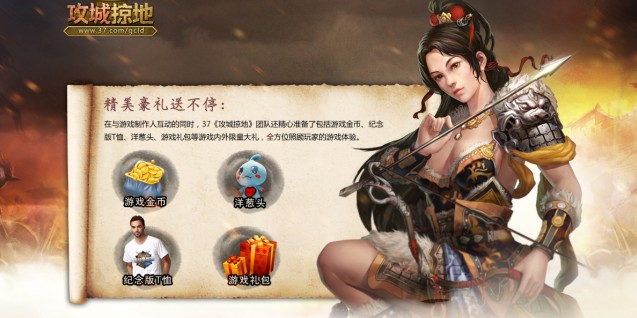 攻城掠地
www.37.com/gcld
精美豪礼送不停：
在与游戏制作人互动的同时，37《攻城掠地》团队还精心准备了包括游戏金币、纪念
版T恤、洋葱头、游戏礼包等游戏内外限量大礼，全方位照顾玩家的游戏体验。
游戏金币
洋葱头
纪念版T恤
游戏礼包